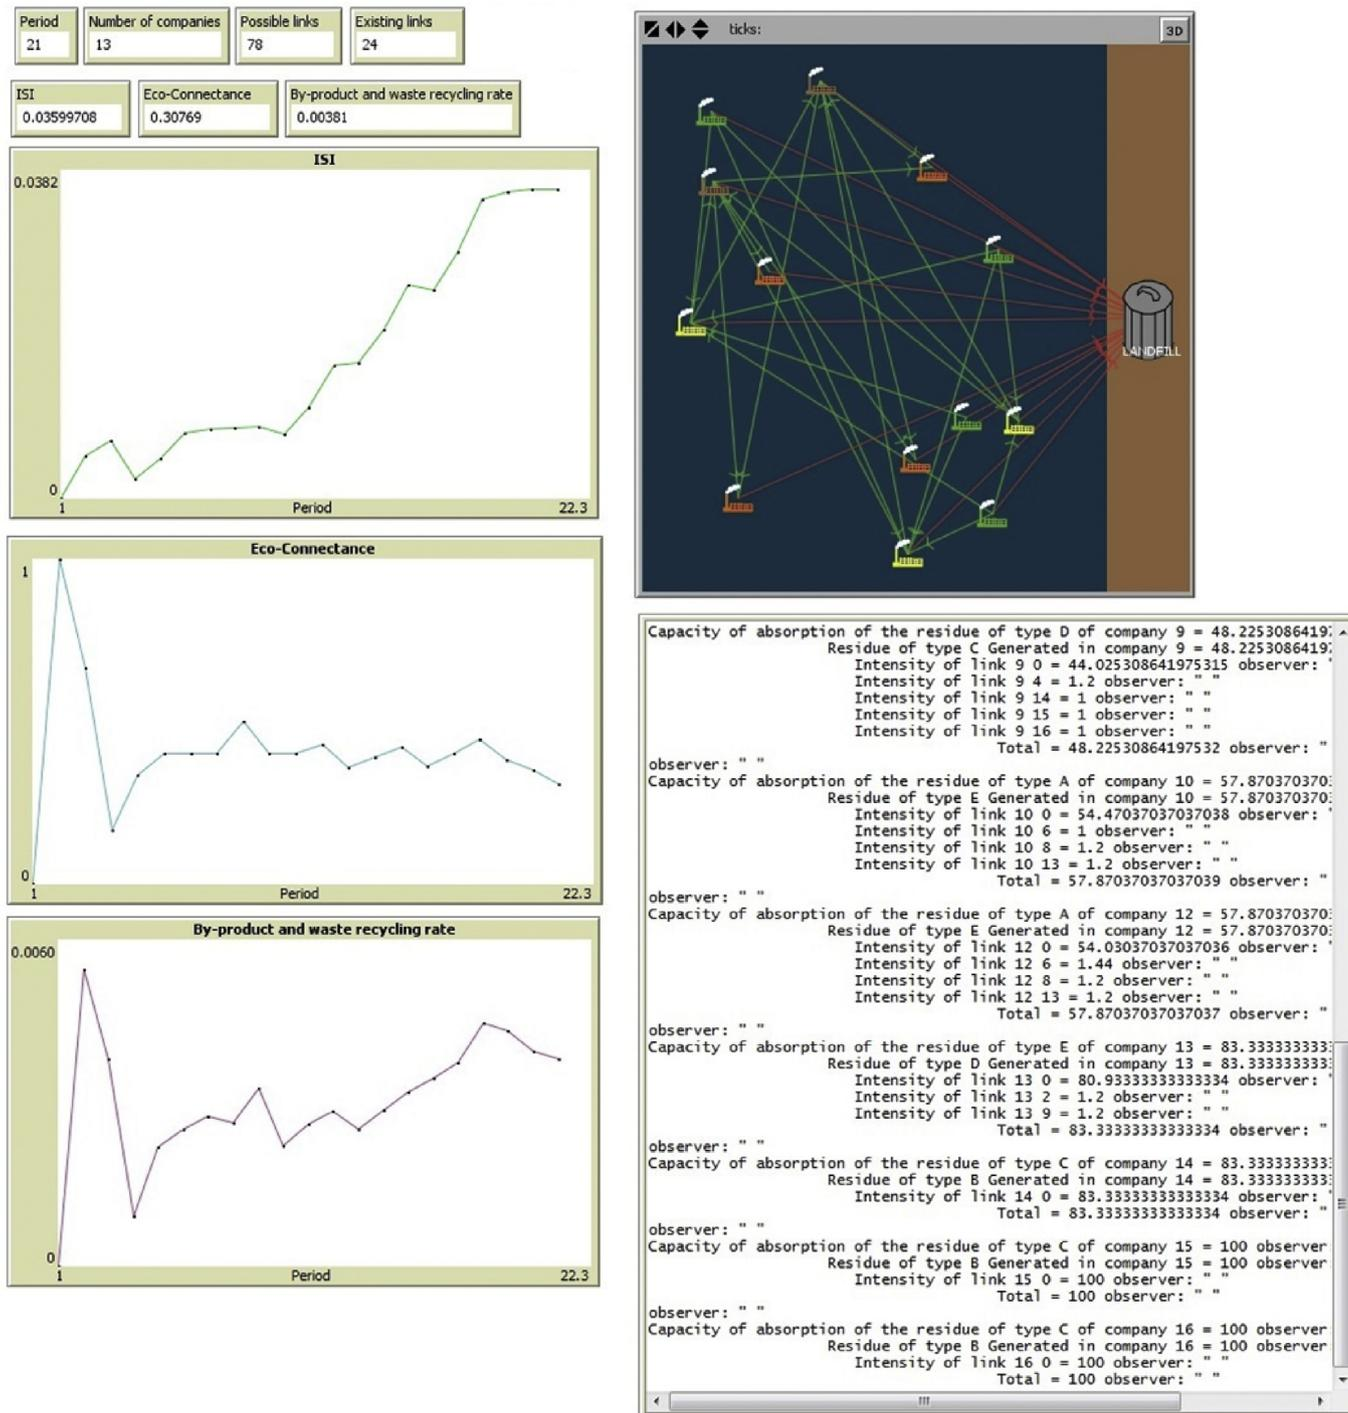 Period Number of companies Possible links Existing links
21 13 78 24
ISI Eco-Connectance By-product and waste recycling rate
0.03599708 0.30769 0.00381
ISI
0.0382
0
1 Period 22.3
Eco-Connectance
1
0
1 Period 22.3
By-product and waste recycling rate
0.0060
0
1 Period 22.3
ticks:
3D
LANDFILL
Capacity of absorption of the residue of type D of company 9 = 48.2253086419
Residue of type C Generated in company 9 = 48.2253086419
Intensity of link 9 0 = 44.025308641975315 observer: "
Intensity of link 9 4 = 1.2 observer: " "
Intensity of link 9 14 = 1 observer: " "
Intensity of link 9 15 = 1 observer: " "
Intensity of link 9 16 = 1 observer: " "
Total = 48.22530864197532 observer: "
observer: " "
Capacity of absorption of the residue of type A of company 10 = 57.8703703703
Residue of type E Generated in company 10 = 57.8703703703
Intensity of link 10 0 = 54.47037037037038 observer: "
Intensity of link 10 6 = 1 observer: " "
Intensity of link 10 8 = 1.2 observer: " "
Intensity of link 10 13 = 1.2 observer: " "
Total = 57.87037037037039 observer: "
observer: " "
Capacity of absorption of the residue of type A of company 12 = 57.8703703703
Residue of type E Generated in company 12 = 57.8703703703
Intensity of link 12 0 = 54.03037037037036 observer: "
Intensity of link 12 6 = 1.44 observer: " "
Intensity of link 12 8 = 1.2 observer: " "
Intensity of link 12 13 = 1.2 observer: " "
Total = 57.87037037037037 observer: "
observer: " "
Capacity of absorption of the residue of type E of company 13 = 83.3333333333
Residue of type D Generated in company 13 = 83.3333333333
Intensity of link 13 0 = 80.93333333333334 observer: "
Intensity of link 13 2 = 1.2 observer: " "
Intensity of link 13 9 = 1.2 observer: " "
Total = 83.33333333333334 observer: "
observer: " "
Capacity of absorption of the residue of type C of company 14 = 83.3333333333
Residue of type B Generated in company 14 = 83.3333333333
Intensity of link 14 0 = 83.33333333333334 observer: "
Total = 83.33333333333334 observer: "
observer: " "
Capacity of absorption of the residue of type C of company 15 = 100 observer
Residue of type B Generated in company 15 = 100 observer
Intensity of link 15 0 = 100 observer: " "
Total = 100 observer: " "
observer: " "
Capacity of absorption of the residue of type C of company 16 = 100 observer
Residue of type B Generated in company 16 = 100 observer
Intensity of link 16 0 = 100 observer: " "
Total = 100 observer: " "